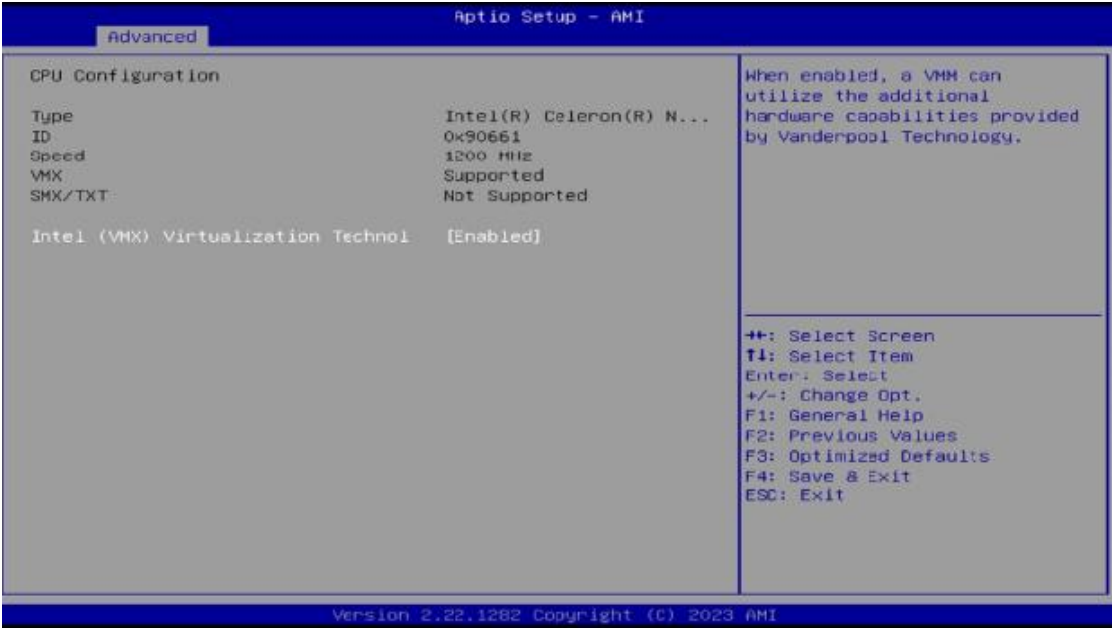 Aptio Setup - AMI
Advanced
CPU Configuration
Type Intel(R) Celeron(R) N...
ID 0x90661
Speed 1200 MHz
VMX Supported
SMX/TXT Not Supported
Intel (VMX) Virtualization Technol [Enabled]
When enabled, a VMM can
utilize the additional
hardware capabilities provided
by Vanderpool Technology.
→←: Select Screen
↑↓: Select Item
Enter: Select
+/-: Change Opt.
F1: General Help
F2: Previous Values
F3: Optimized Defaults
F4: Save & Exit
ESC: Exit
Version 2.22.1282 Copyright (C) 2023 AMI